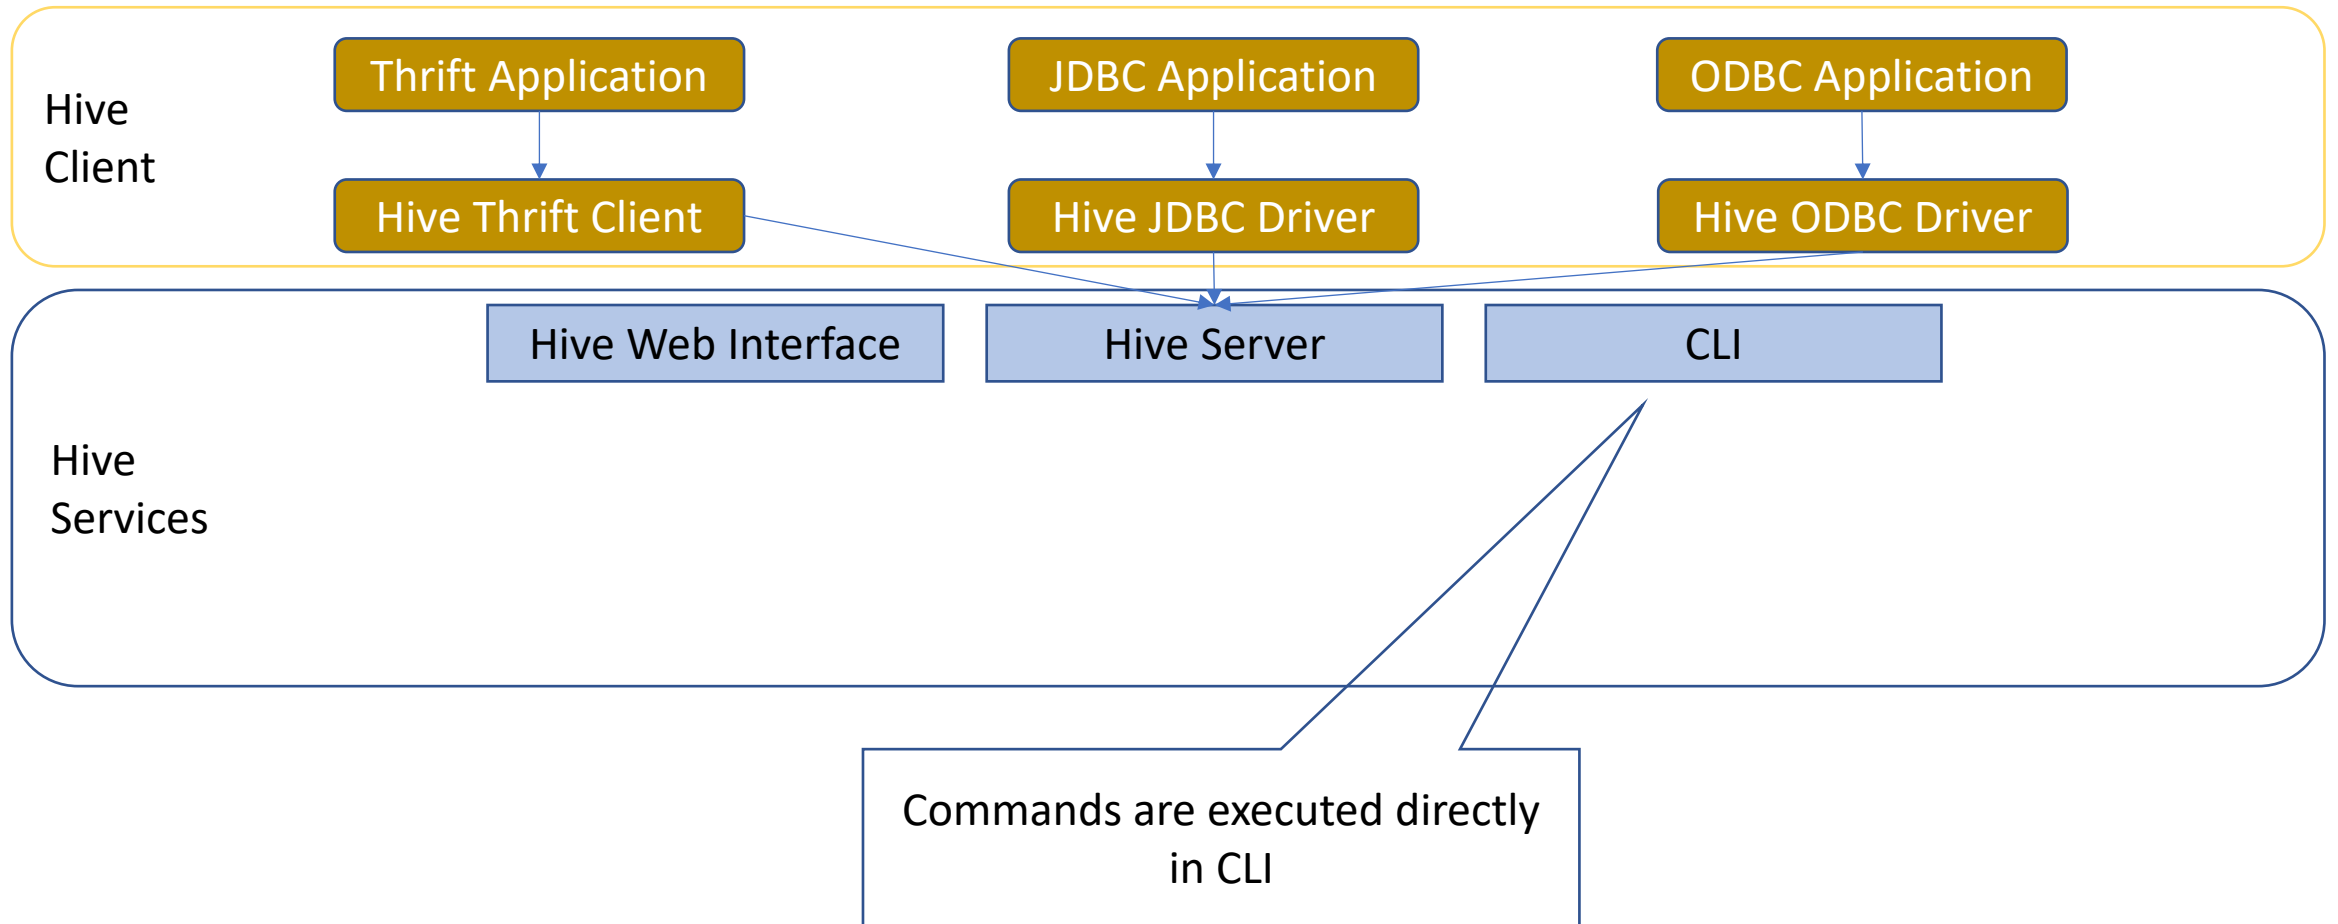 Thrift Application
JDBC Application
ODBC Application
Hive
Client
Hive Thrift Client
Hive JDBC Driver
Hive ODBC Driver
Hive Web Interface
Hive Server
CLI
Hive
Services
Commands are executed directly
in CLI